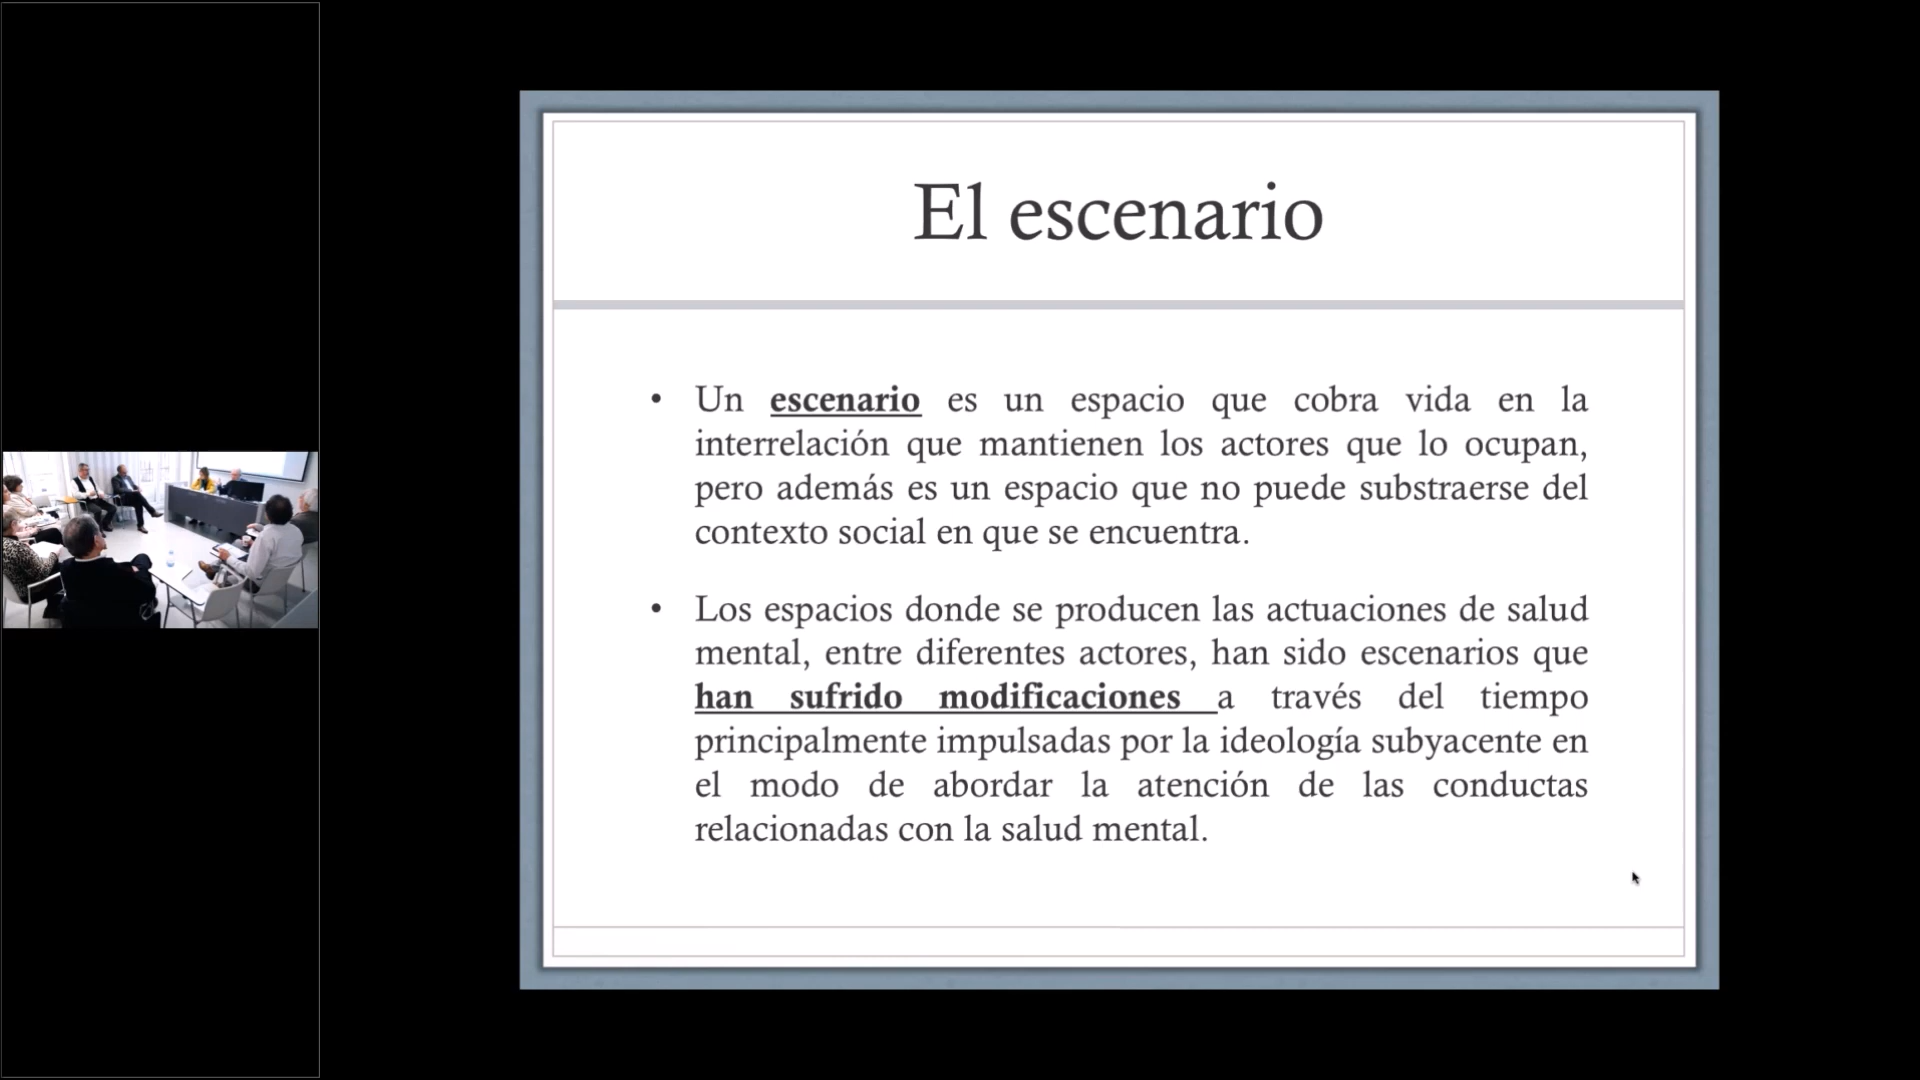 El escenario
• Un escenario es un espacio que cobra vida en la
interrelación que mantienen los actores que lo ocupan,
pero además es un espacio que no puede substraerse del
contexto social en que se encuentra.
• Los espacios donde se producen las actuaciones de salud
mental, entre diferentes actores, han sido escenarios que
han sufrido modificaciones a través del tiempo
principalmente impulsadas por la ideología subyacente en
el modo de abordar la atención de las conductas
relacionadas con la salud mental.